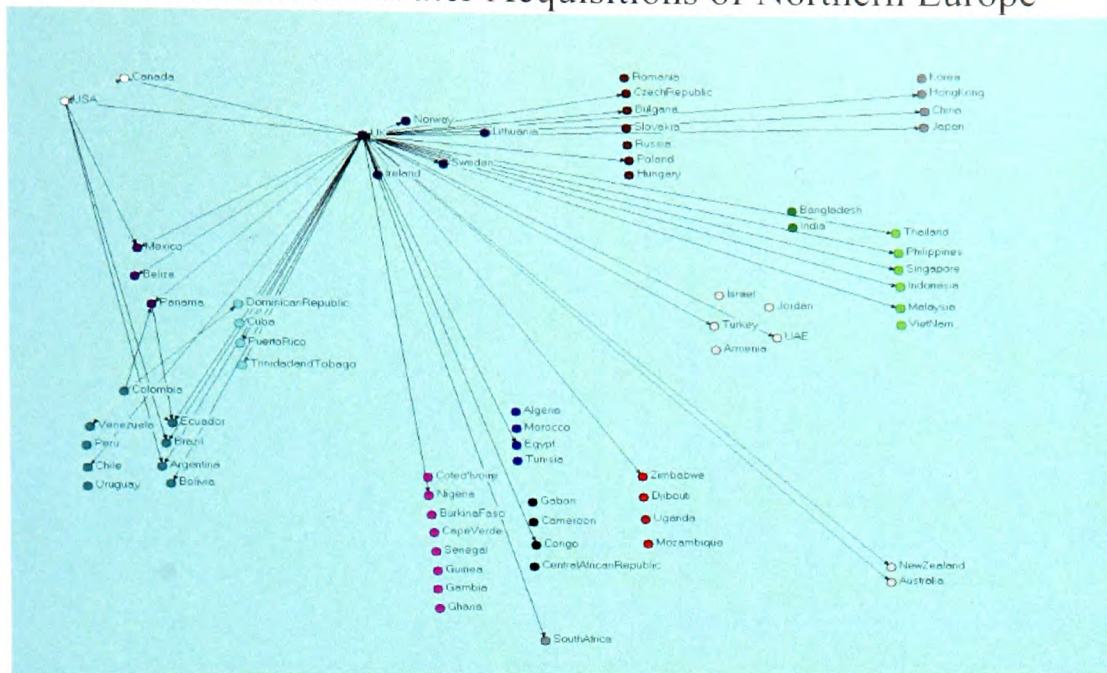 Acquisitions of Northern Europe
Canada
USA
Romania
CzechRepublic
Bulgaria
Slovakia
Russia
Poland
Hungary
Korea
HongKong
China
Japan
Norway
UK
Lithuania
Sweden
Ireland
Bangladesh
India
Thailand
Philippines
Singapore
Indonesia
Malaysia
VietNam
Mexico
Belize
Panama
DominicanRepublic
Cuba
PuertoRico
TrinidadandTobago
Israel
Jordan
Turkey
UAE
Armenia
Colombia
Venezuela
Ecuador
Peru
Brazil
Chile
Argentina
Uruguay
Bolivia
Algeria
Morocco
Egypt
Tunisia
Coted'Ivoire
Nigeria
BurkinaFaso
CapeVerde
Senegal
Guinea
Gambia
Ghana
Gabon
Cameroon
Congo
CentralAfricanRepublic
Zimbabwe
Djibouti
Uganda
Mozambique
NewZealand
Australia
SouthAfrica